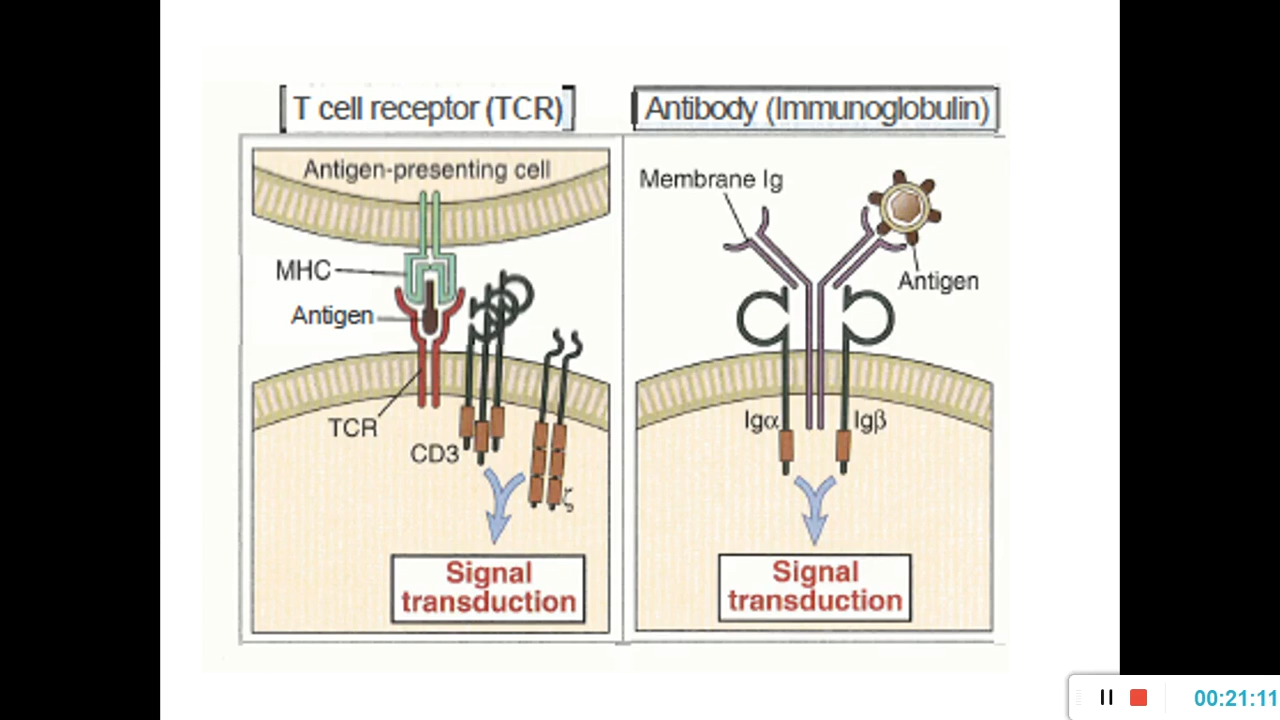 T cell receptor (TCR)
Antibody (Immunoglobulin)
Antigen-presenting cell
MHC
Antigen
TCR
CD3
ζ
Signal
transduction
Membrane Ig
Antigen
Igα
Igβ
Signal
transduction
00:21:11